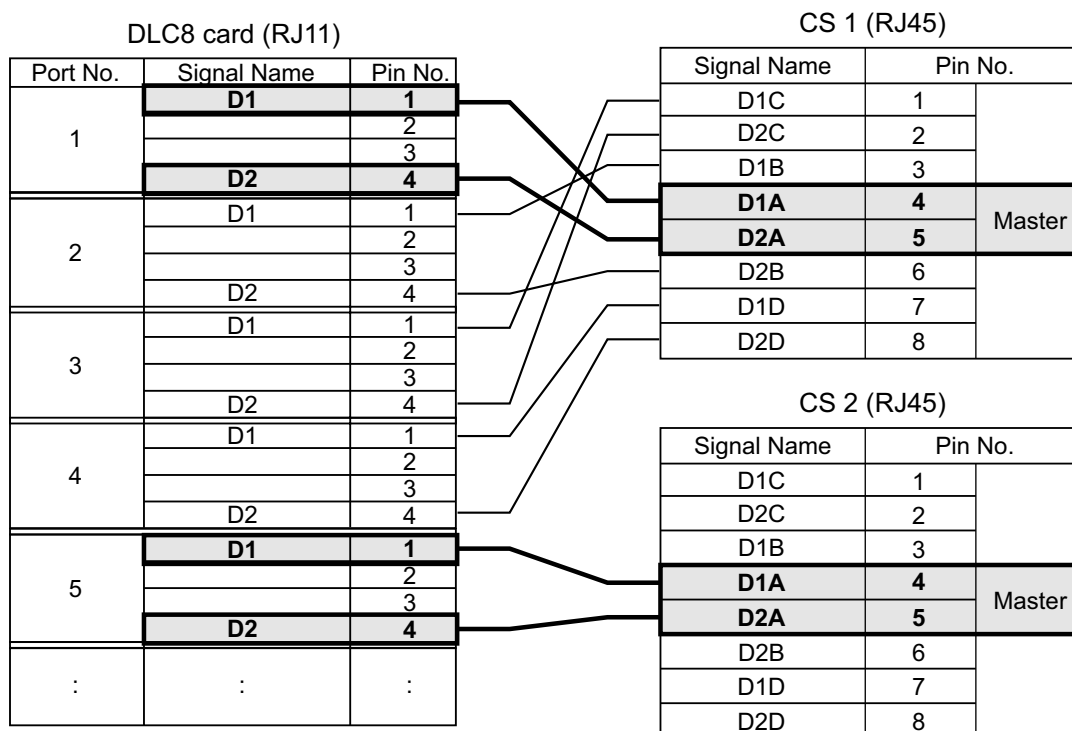 DLC8 card (RJ11)
Port No. Signal Name Pin No.
1 D1 1
2
3
D2 4
2 D1 1
2
3
D2 4
3 D1 1
2
3
D2 4
4 D1 1
2
3
D2 4
5 D1 1
2
3
D2 4
: : :
CS 1 (RJ45)
Signal Name Pin No.
D1C 1
D2C 2
D1B 3
D1A 4 Master
D2A 5
D2B 6
D1D 7
D2D 8
CS 2 (RJ45)
Signal Name Pin No.
D1C 1
D2C 2
D1B 3
D1A 4 Master
D2A 5
D2B 6
D1D 7
D2D 8